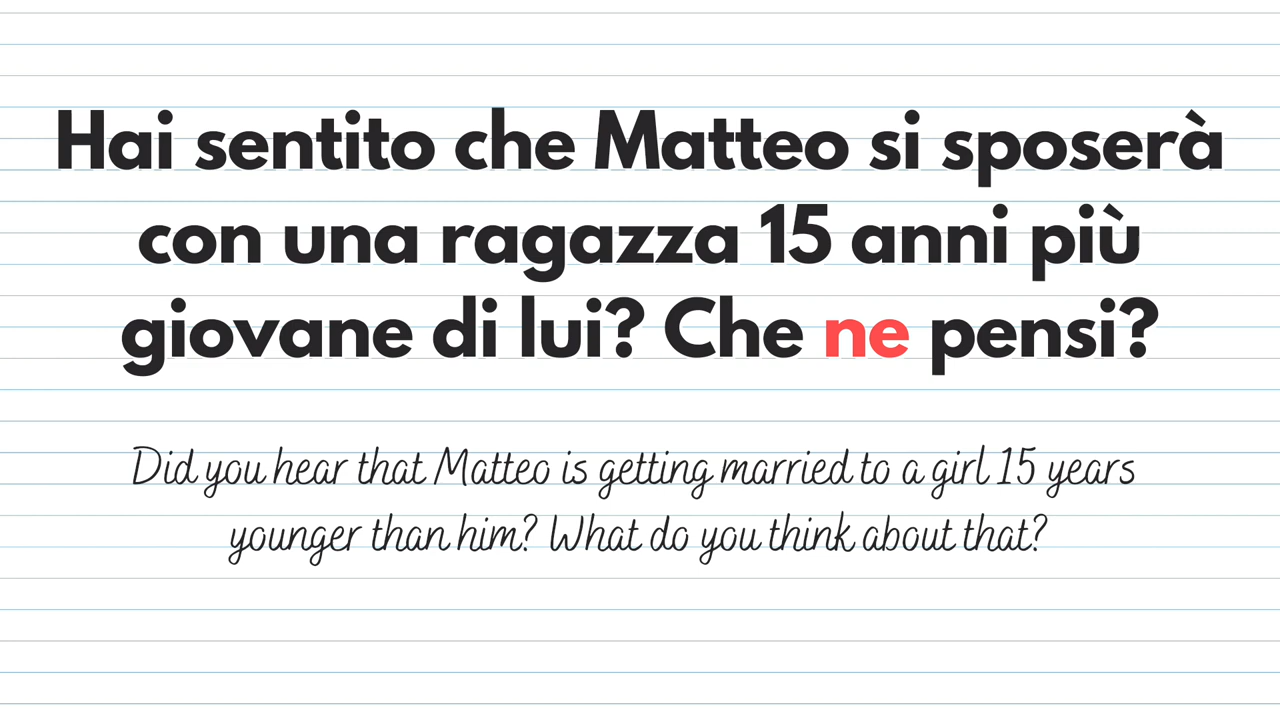 Hai sentito che Matteo si sposerà
con una ragazza 15 anni più
giovane di lui? Che ne pensi?
Did you hear that Matteo is getting married to a girl 15 years
younger than him? What do you think about that?